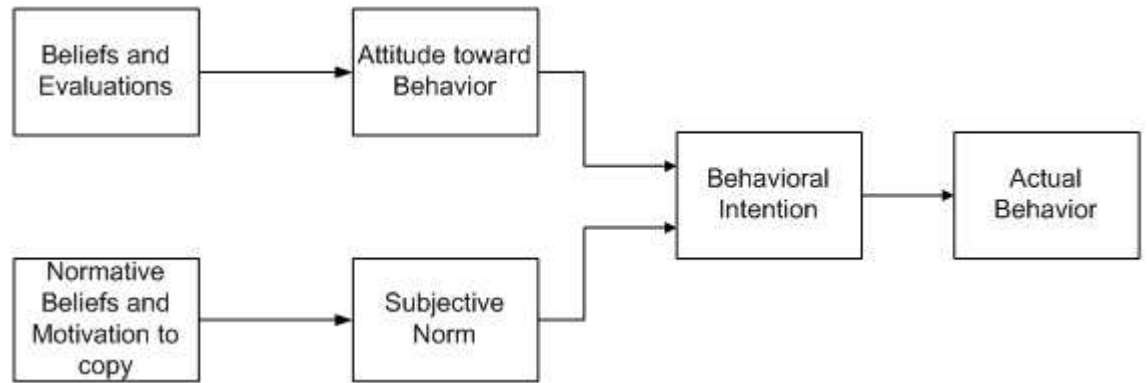 Beliefs and
Evaluations
Attitude toward
Behavior
Normative
Beliefs and
Motivation to
copy
Subjective
Norm
Behavioral
Intention
Actual
Behavior